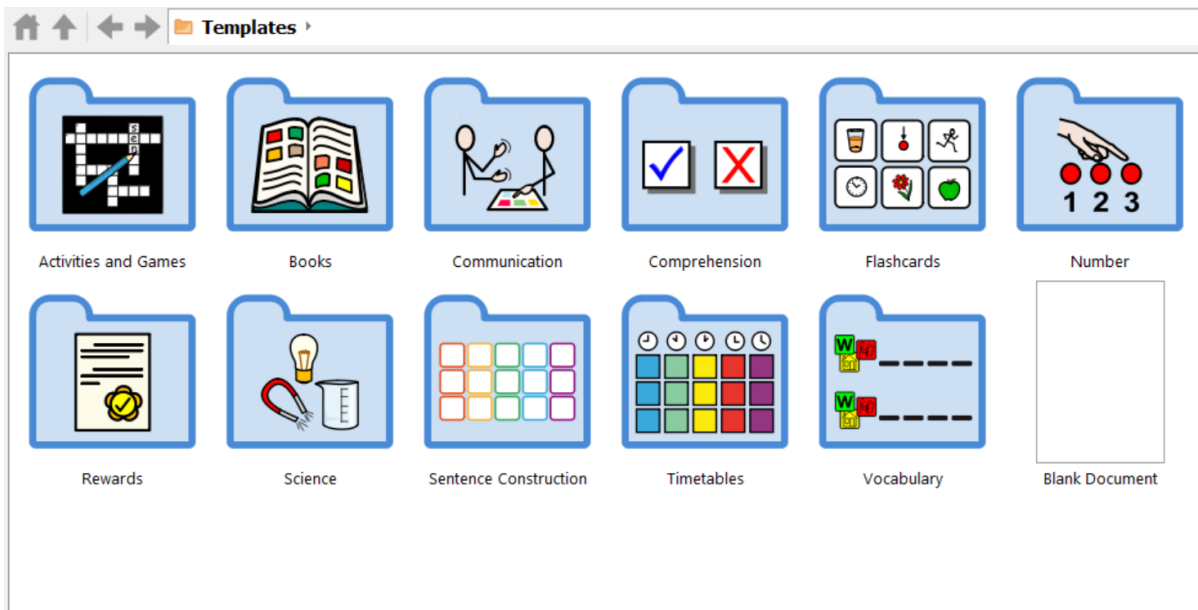 Templates
sen
Activities and Games
Books
Communication
Comprehension
Flashcards
1 2 3
Number
W
W
Rewards
Science
Sentence Construction
Timetables
Vocabulary
Blank Document